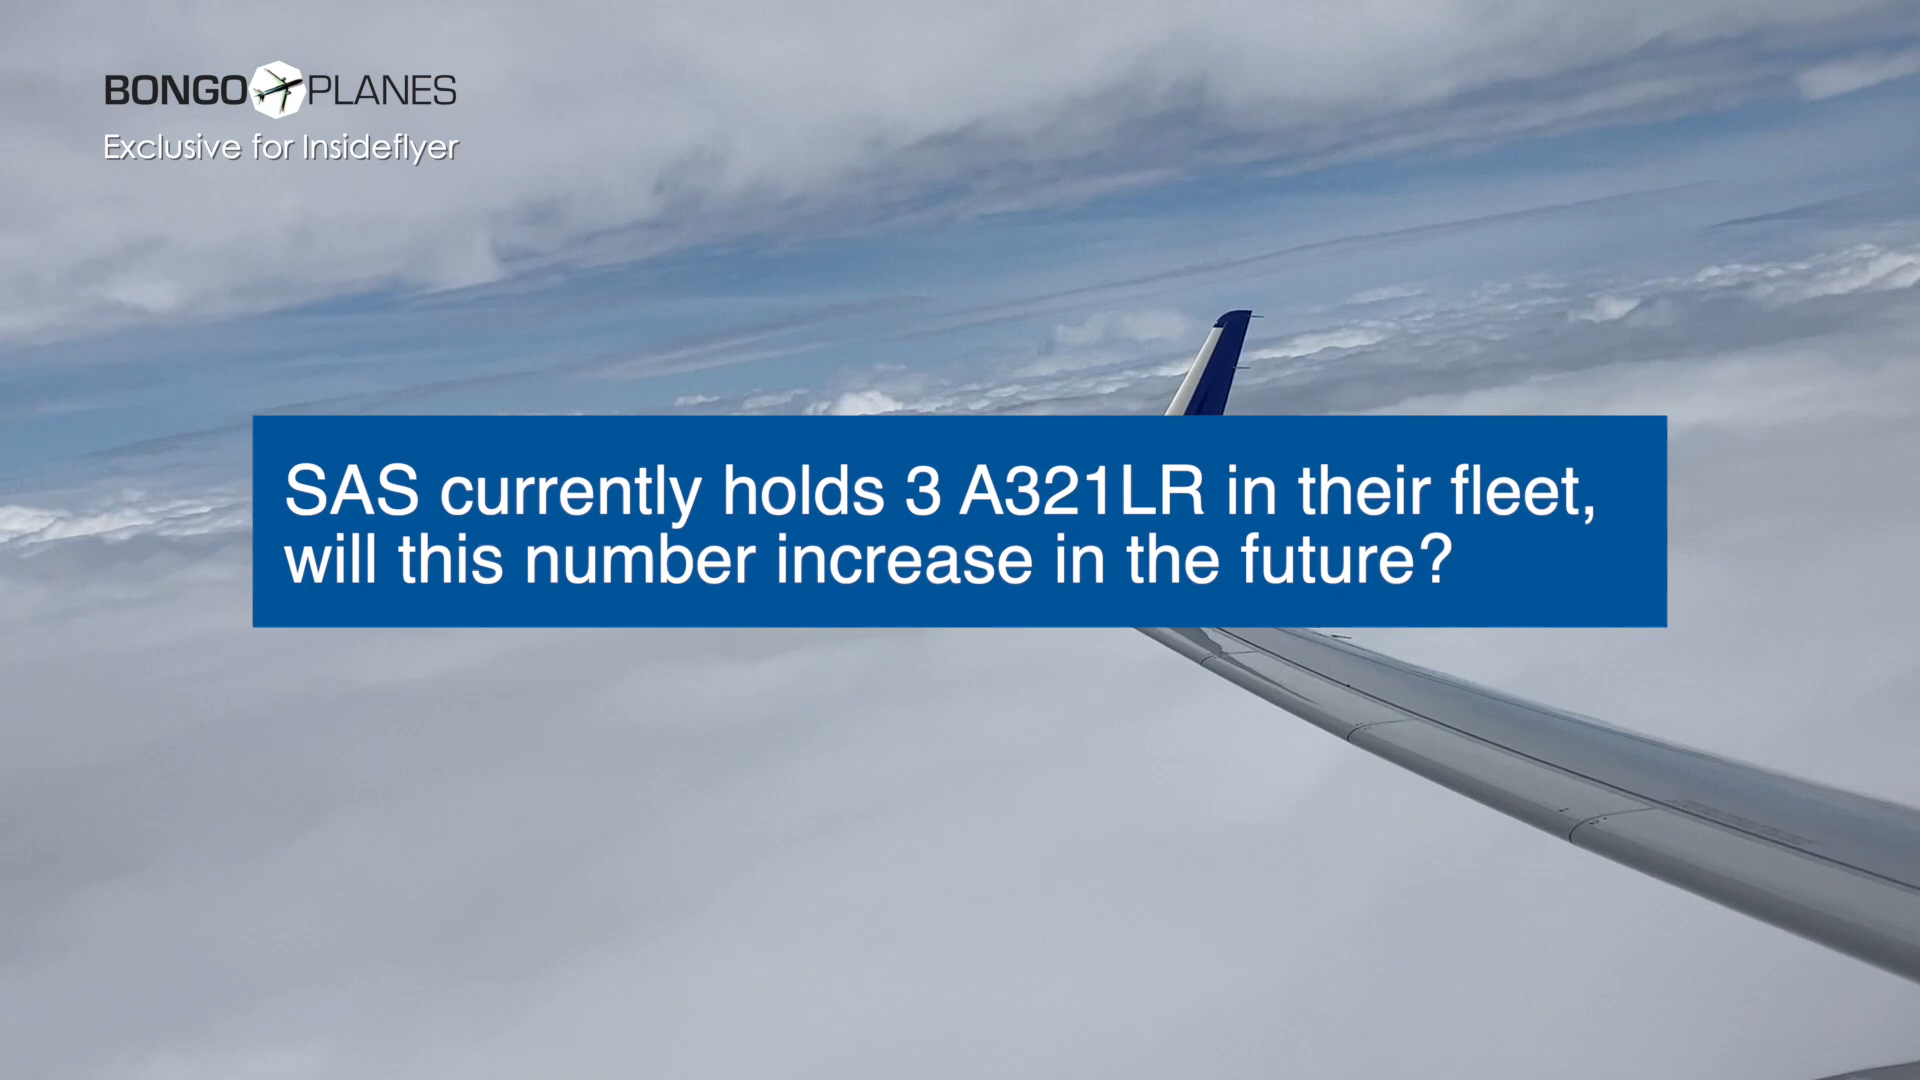 BONGO PLANES
Exclusive for Insideflyer
SAS currently holds 3 A321LR in their fleet,
will this number increase in the future?